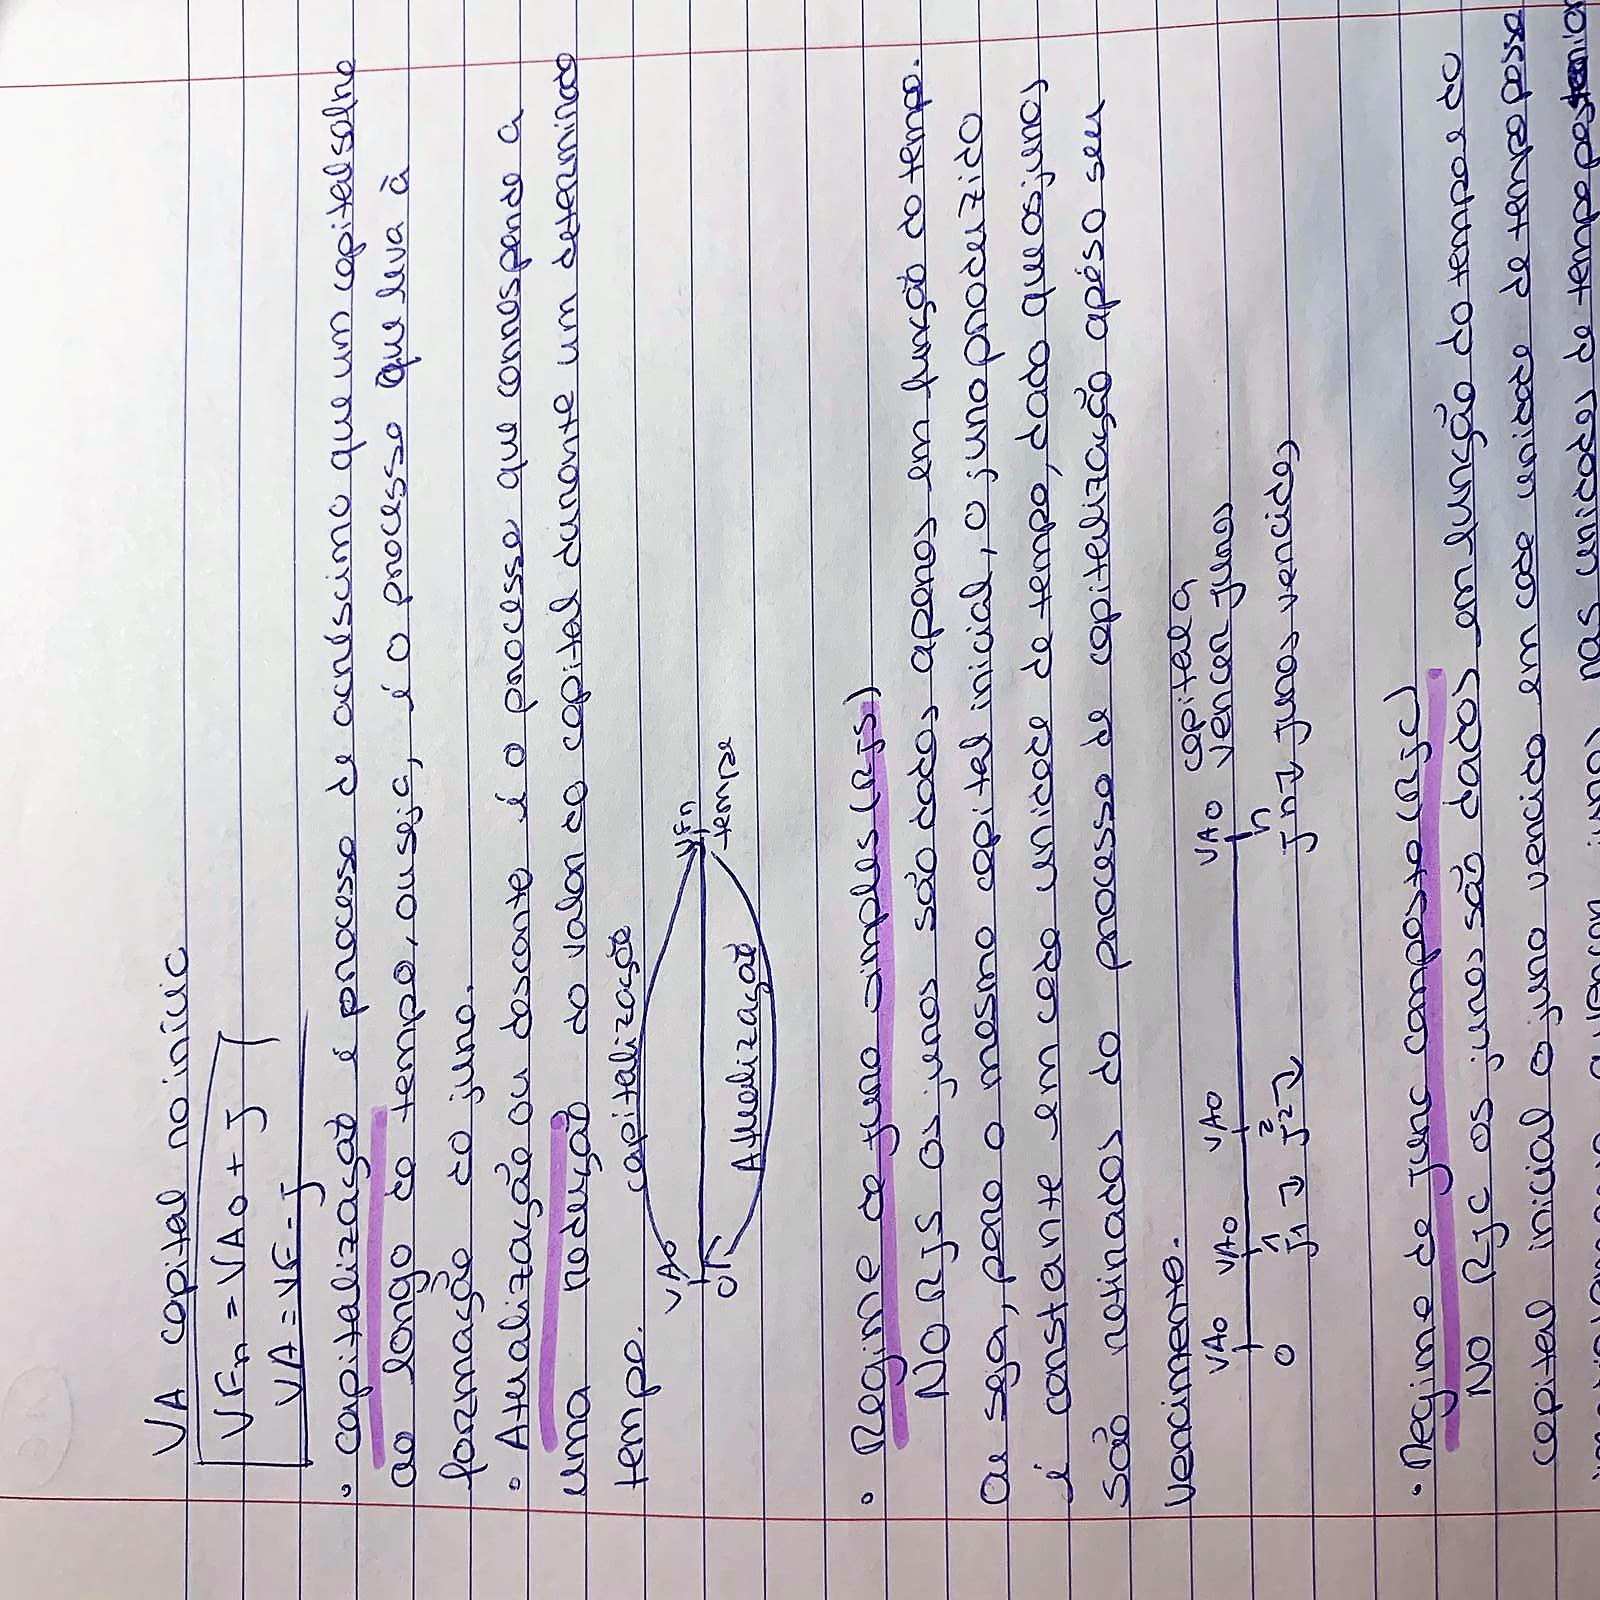 VA capital no início
VFn = VA0 + J
VA = VF - J
• capitalização é processo de acréscimo que um capital sofre
ao longo do tempo, ou seja, é o processo que leva à
formação do juro.
• Atualização ou desconto é o processo que corresponde a
uma redução do valor do capital durante um determinado
tempo.
capitalização
VA0 VFn
0 tempo
Atualização
• Regime de juro simples (RJS)
No RJS os juros são dados apenas em função do tempo.
Ou seja, para o mesmo capital inicial, o juro produzido
é constante em cada unidade de tempo, dado que os juros
são retirados do processo de capitalização após o seu
vencimento.
VA0 VA0 VA0 VA0 capital a
vencer juros
0 1 2 n
J1 ↴ J2 ↴ Jn ↴ juros vencidos
• Regime de juro composto (RJC)
No RJC os juros são dados em função do tempo e do
capital inicial o juro vencido em cada unidade de tempo passa
a vencer juros nas unidades de tempo posterior